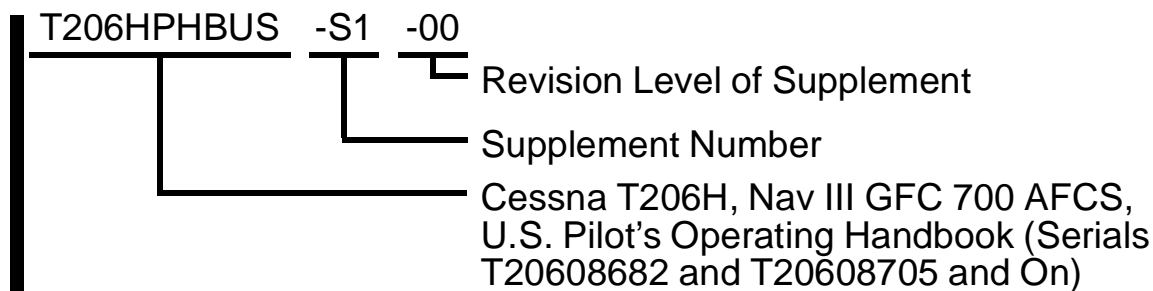 T206HPHBUS -S1 -00
Revision Level of Supplement
Supplement Number
Cessna T206H, Nav III GFC 700 AFCS,
U.S. Pilot's Operating Handbook (Serials
T20608682 and T20608705 and On)